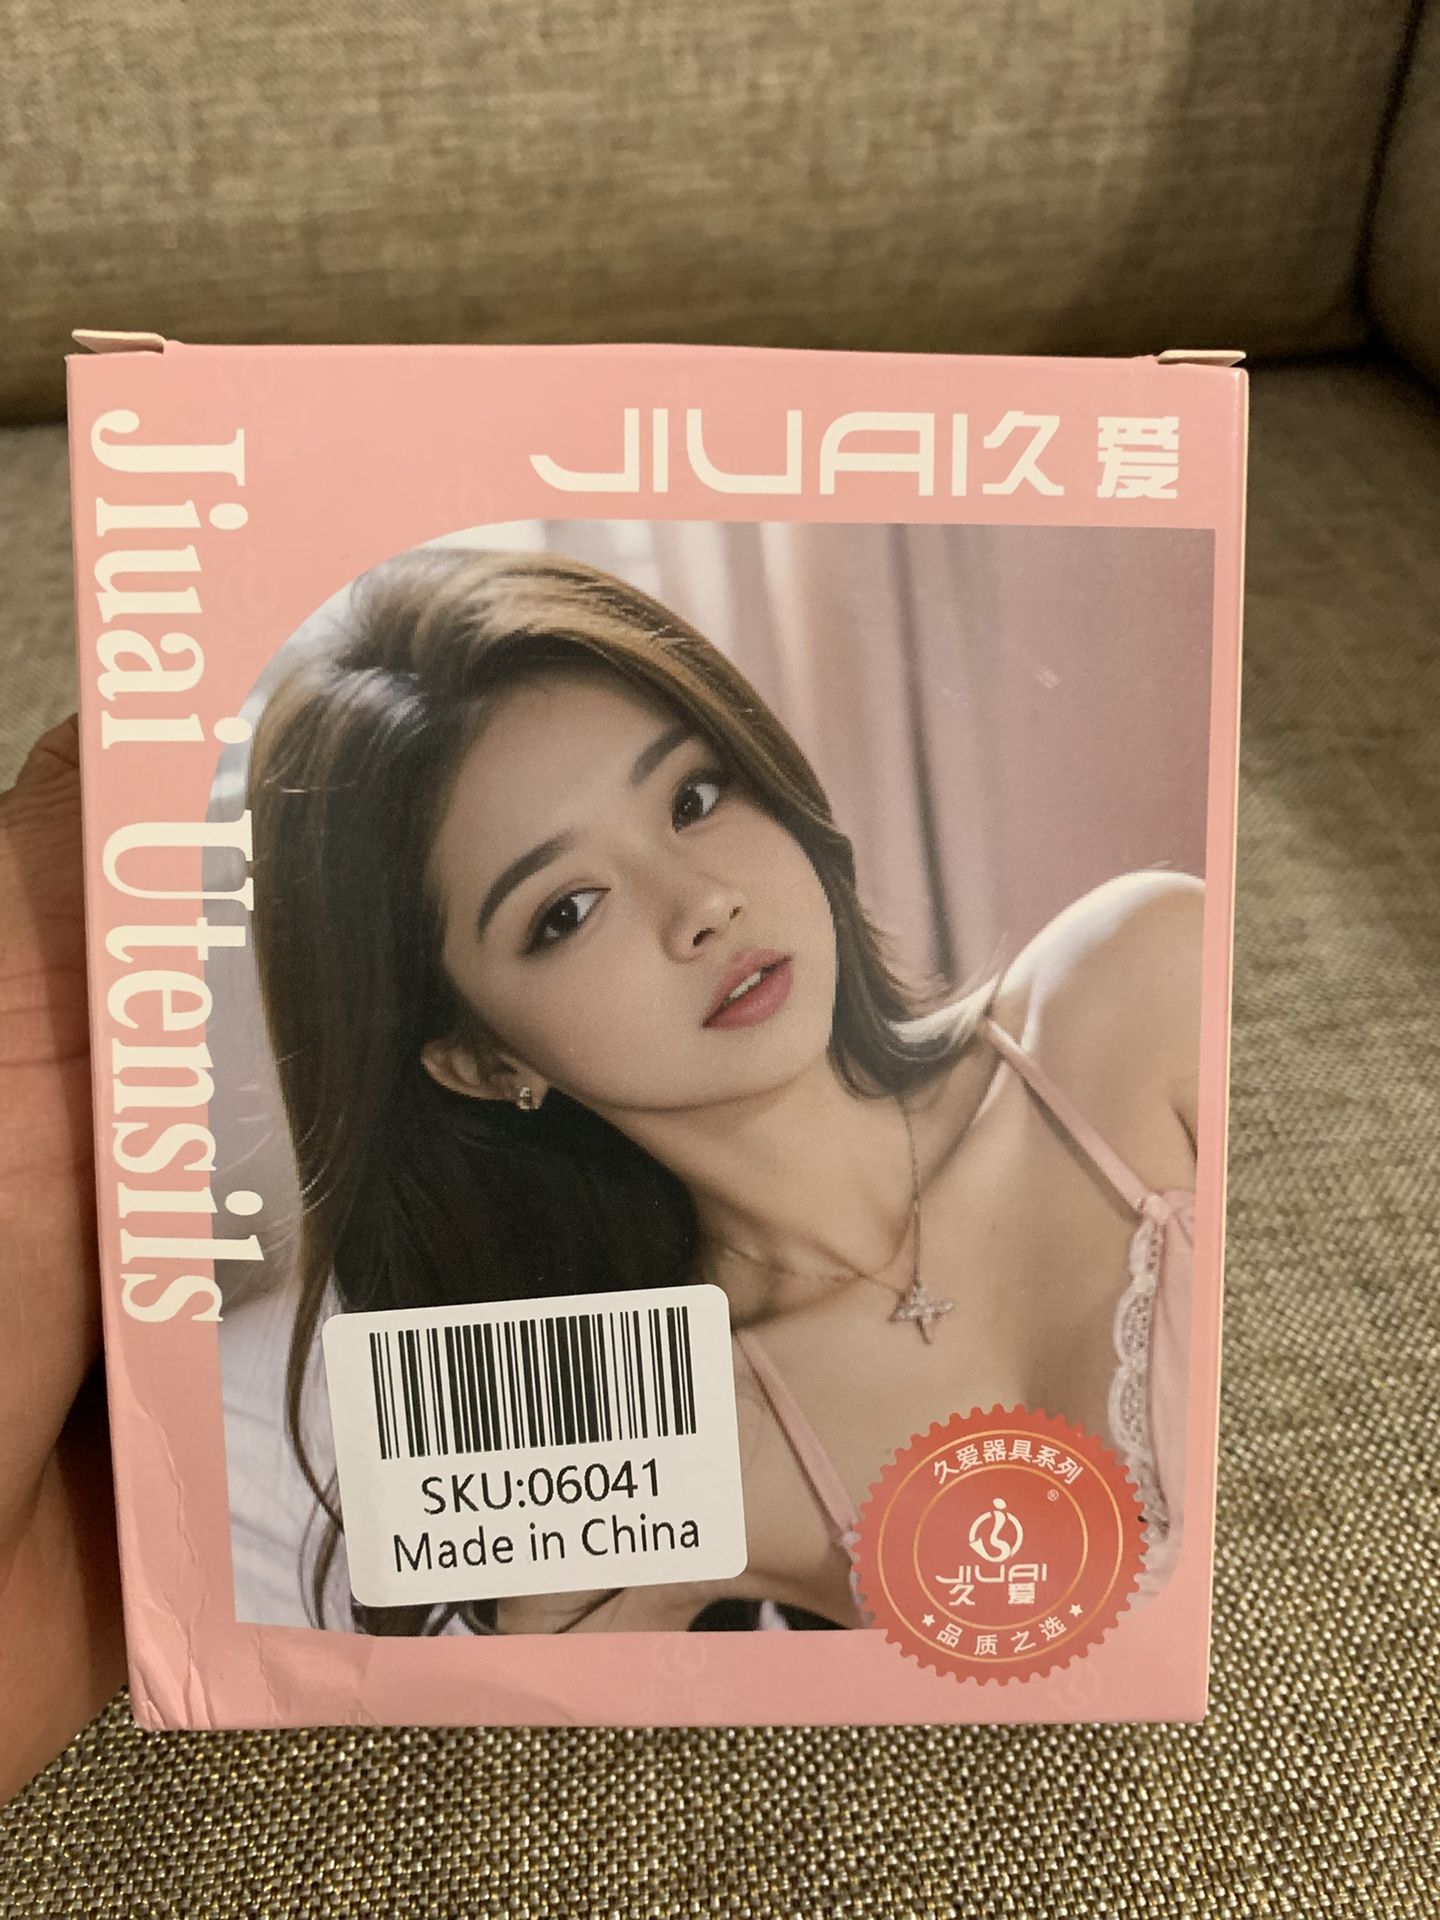 JIUAI久爱
Jiuai Utensils
SKU:06041
Made in China
久爱器具系列
®
JIUAI
久爱
★品质之选★